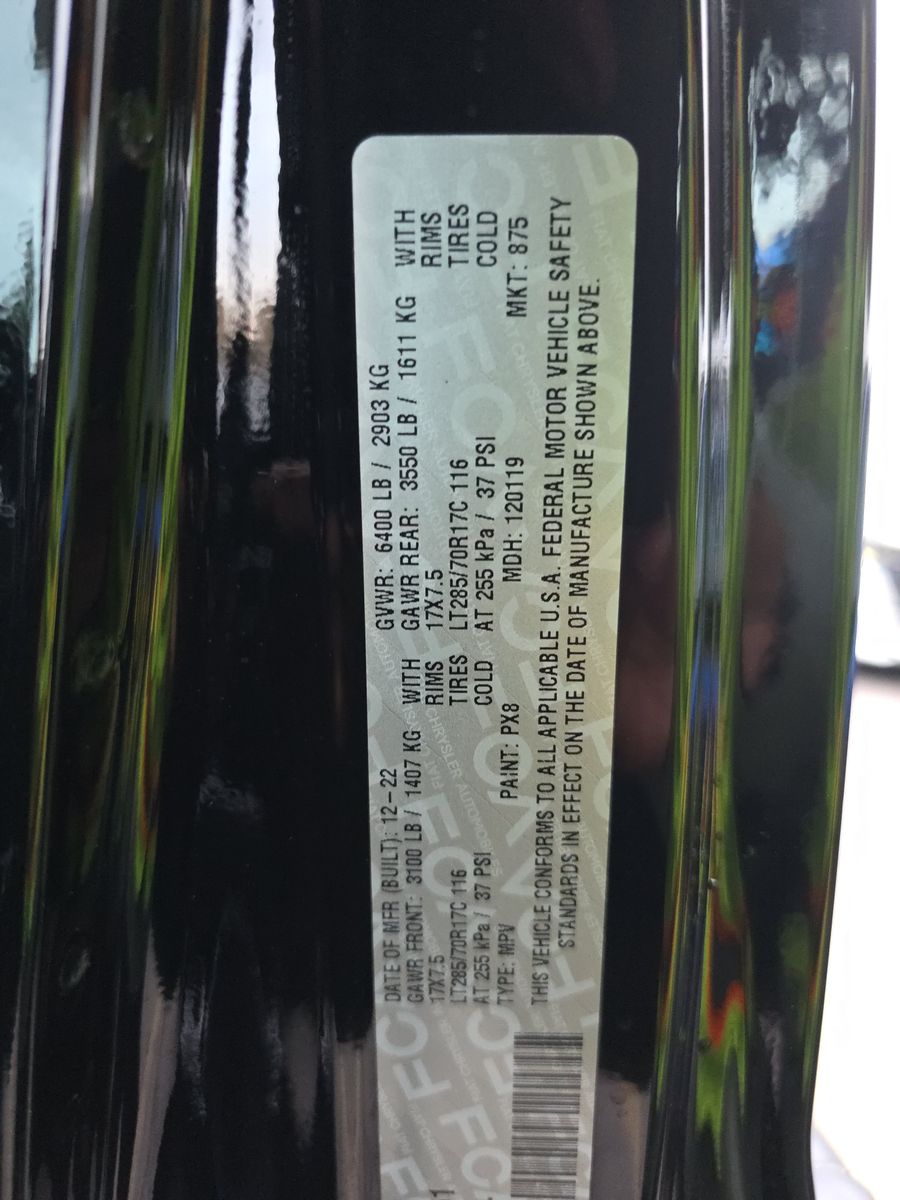 DATE OF MFR (BUILT): 12-22 GVWR: 6400 LB / 2903 KG
GAWR FRONT: 3100 LB / 1407 KG WITH GAWR REAR: 3550 LB / 1611 KG WITH
17X7.5 RIMS 17X7.5 RIMS
LT285/70R17C 116 TIRES LT285/70R17C 116 TIRES
AT 255 kPa / 37 PSI COLD AT 255 kPa / 37 PSI COLD
TYPE: MPV PAINT: PX8 MDH: 120119 MKT: 875
THIS VEHICLE CONFORMS TO ALL APPLICABLE U.S.A. FEDERAL MOTOR VEHICLE SAFETY
STANDARDS IN EFFECT ON THE DATE OF MANUFACTURE SHOWN ABOVE.